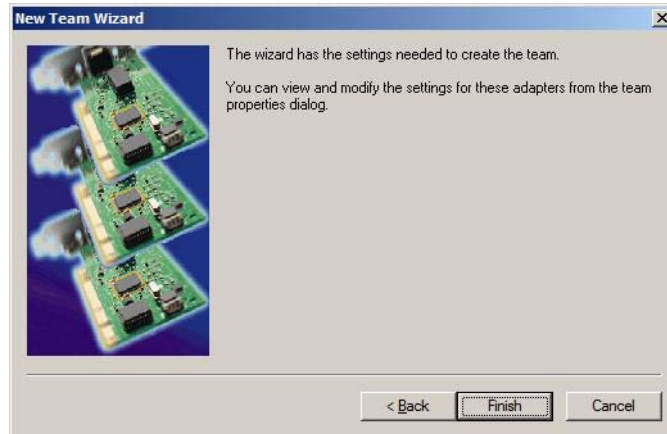 New Team Wizard
The wizard has the settings needed to create the team.
You can view and modify the settings for these adapters from the team
properties dialog.
< Back
Finish
Cancel